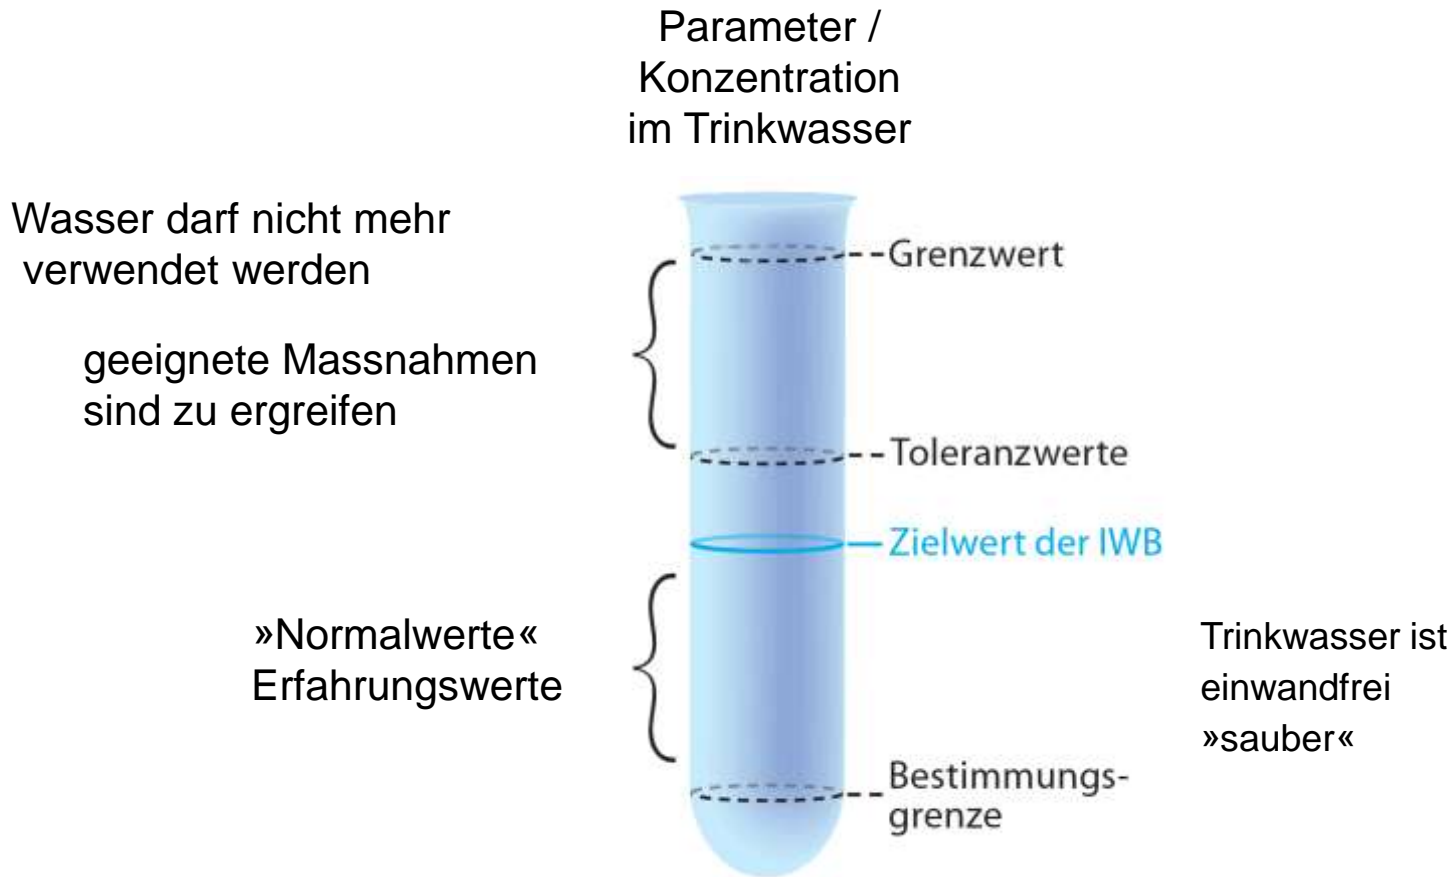 Parameter /
Konzentration
im Trinkwasser
Wasser darf nicht mehr
verwendet werden
Grenzwert
geeignete Massnahmen
sind zu ergreifen
Toleranzwerte
Zielwert der IWB
»Normalwerte«
Erfahrungswerte
Trinkwasser ist
einwandfrei
»sauber«
Bestimmungs-
grenze